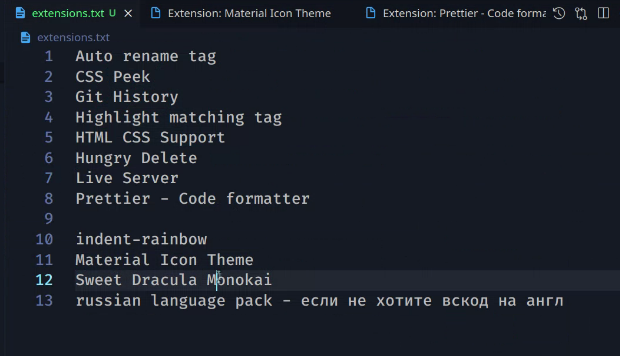 extensions.txt U Extension: Material Icon Theme Extension: Prettier - Code forma
extensions.txt
1 Auto rename tag
2 CSS Peek
3 Git History
4 Highlight matching tag
5 HTML CSS Support
6 Hungry Delete
7 Live Server
8 Prettier - Code formatter
9
10 indent-rainbow
11 Material Icon Theme
12 Sweet Dracula Monokai
13 russian language pack - если не хотите вскод на англ